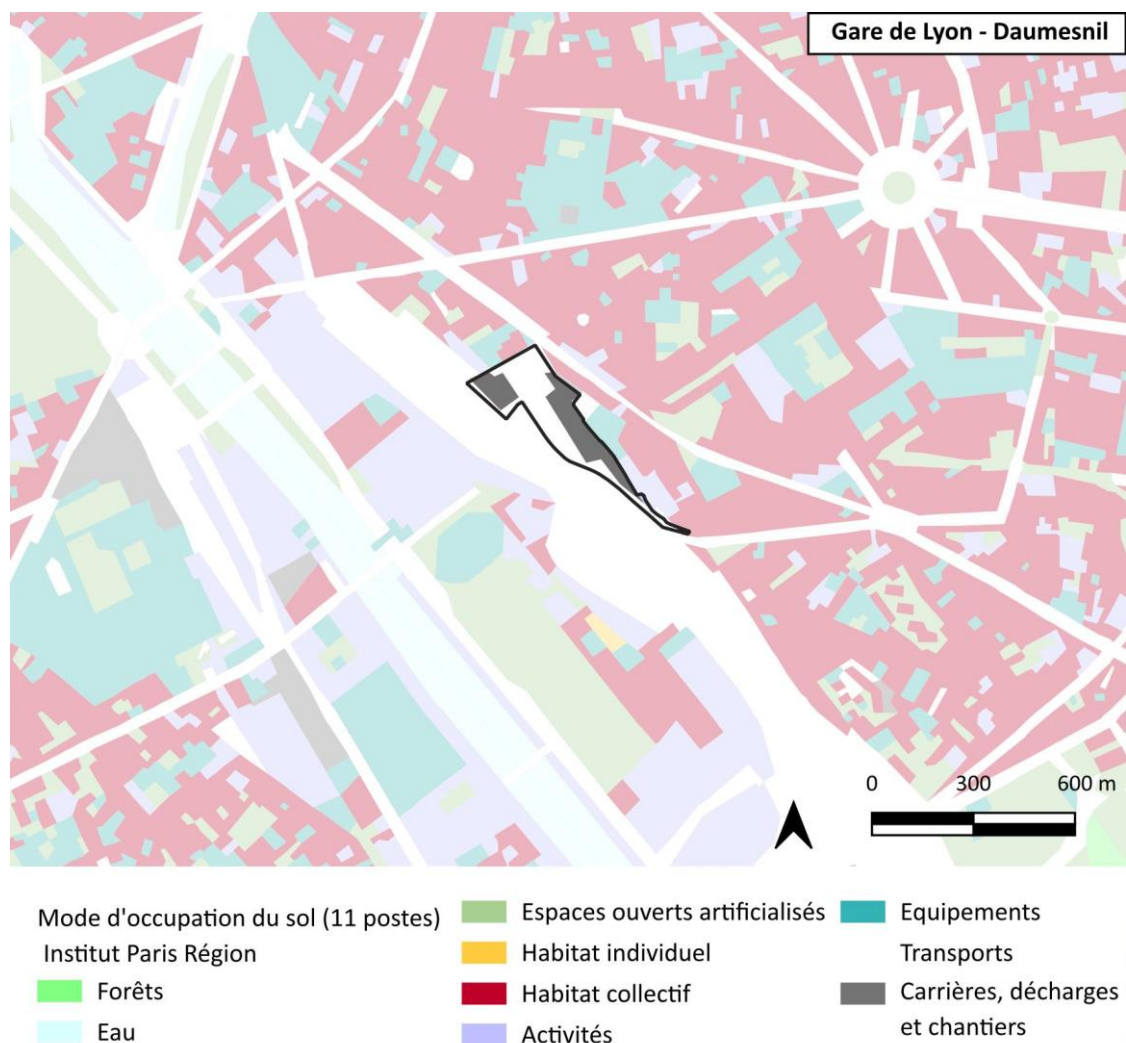 Gare de Lyon - Daumesnil
0 300 600 m
Mode d'occupation du sol (11 postes)
Institut Paris Région
Forêts
Eau
Espaces ouverts artificialisés
Habitat individuel
Habitat collectif
Activités
Equipements
Transports
Carrières, décharges
et chantiers